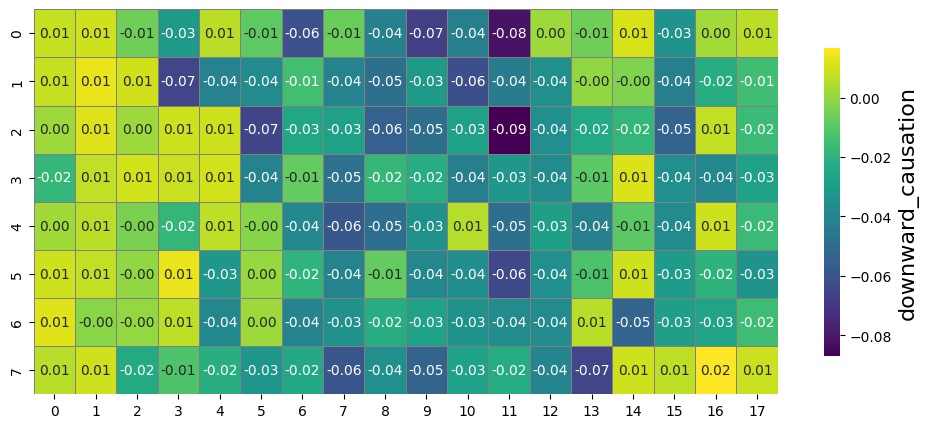 0 0.01 0.01 -0.01 -0.03 0.01 -0.01 -0.06 -0.01 -0.04 -0.07 -0.04 -0.08 0.00 -0.01 0.01 -0.03 0.00 0.01
1 0.01 0.01 0.01 -0.07 -0.04 -0.04 -0.01 -0.04 -0.05 -0.03 -0.06 -0.04 -0.04 -0.00 -0.00 -0.04 -0.02 -0.01
2 0.00 0.01 0.00 0.01 0.01 -0.07 -0.03 -0.03 -0.06 -0.05 -0.03 -0.09 -0.04 -0.02 -0.02 -0.05 0.01 -0.02
3 -0.02 0.01 0.01 0.01 0.01 -0.04 -0.01 -0.05 -0.02 -0.02 -0.04 -0.03 -0.04 -0.01 0.01 -0.04 -0.04 -0.03
4 0.00 0.01 -0.00 -0.02 0.01 -0.00 -0.04 -0.06 -0.05 -0.03 0.01 -0.05 -0.03 -0.04 -0.01 -0.04 0.01 -0.02
5 0.01 0.01 -0.00 0.01 -0.03 0.00 -0.02 -0.04 -0.01 -0.04 -0.04 -0.06 -0.04 -0.01 0.01 -0.03 -0.02 -0.03
6 0.01 -0.00 -0.00 0.01 -0.04 0.00 -0.04 -0.03 -0.02 -0.03 -0.03 -0.04 -0.04 0.01 -0.05 -0.03 -0.03 -0.02
7 0.01 0.01 -0.02 -0.01 -0.02 -0.03 -0.02 -0.06 -0.04 -0.05 -0.03 -0.02 -0.04 -0.07 0.01 0.01 0.02 0.01
0 1 2 3 4 5 6 7 8 9 10 11 12 13 14 15 16 17
0.00
−0.02
−0.04
−0.06
−0.08
downward_causation